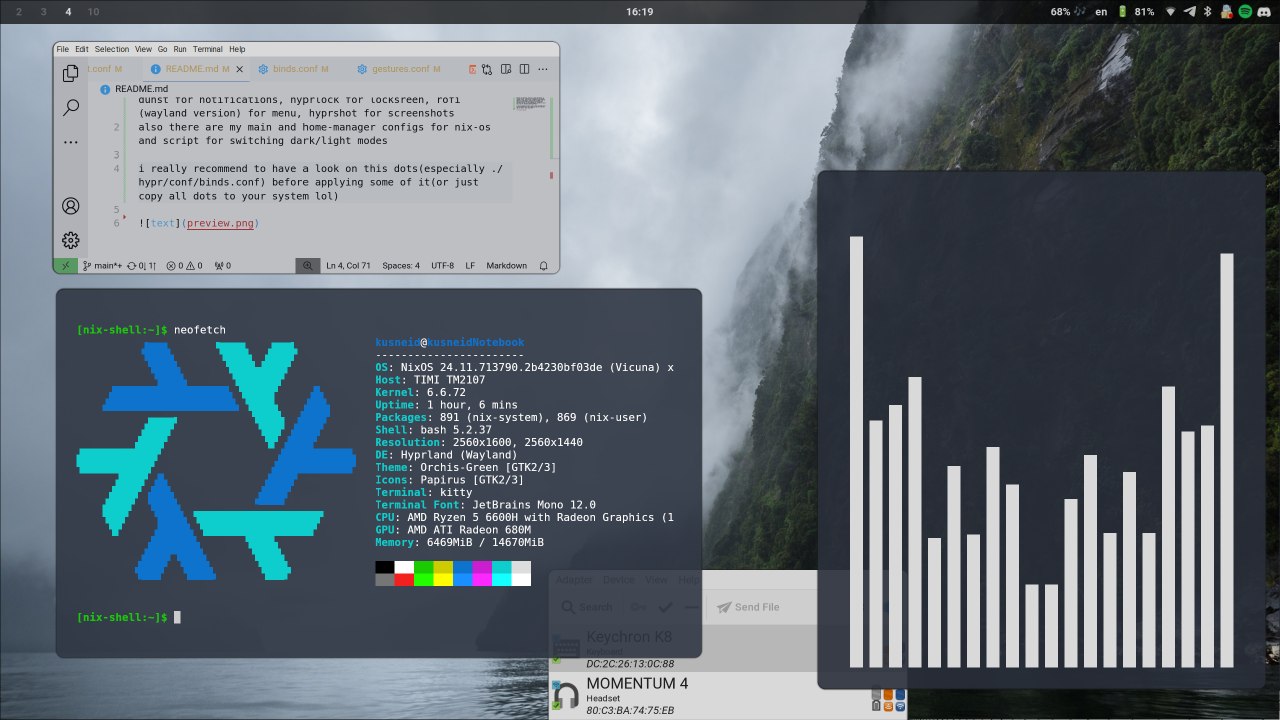 2 3 4 10
16:19
68% en 81%
File Edit Selection View Go Run Terminal Help
t.conf M README.md M binds.conf M gestures.conf M
README.md
dunst for notifications, hyprlock for locksreen, rofi
(wayland version) for menu, hyprshot for screenshots
2 also there are my main and home-manager configs for nix-os
and script for switching dark/light modes
3
4 i really recommend to have a look on this dots(especially ./
hypr/conf/binds.conf) before applying some of it(or just
copy all dots to your system lol)
5
6 ![text](preview.png)
main*+ 0↓ 1↑ 0 0 0 Ln 4, Col 71 Spaces: 4 UTF-8 LF Markdown
[nix-shell:~]$ neofetch
kusneid@kusneidNotebook
-----------------------
OS: NixOS 24.11.713790.2b4230bf03de (Vicuna) x
Host: TIMI TM2107
Kernel: 6.6.72
Uptime: 1 hour, 6 mins
Packages: 891 (nix-system), 869 (nix-user)
Shell: bash 5.2.37
Resolution: 2560x1600, 2560x1440
DE: Hyprland (Wayland)
Theme: Orchis-Green [GTK2/3]
Icons: Papirus [GTK2/3]
Terminal: kitty
Terminal Font: JetBrains Mono 12.0
CPU: AMD Ryzen 5 6600H with Radeon Graphics (1
GPU: AMD ATI Radeon 680M
Memory: 6469MiB / 14670MiB
[nix-shell:~]$
Adapter Device View Help
Search Send File
Keychron K8
Keyboard
DC:2C:26:13:0C:88
MOMENTUM 4
Headset
80:C3:BA:74:75:EB